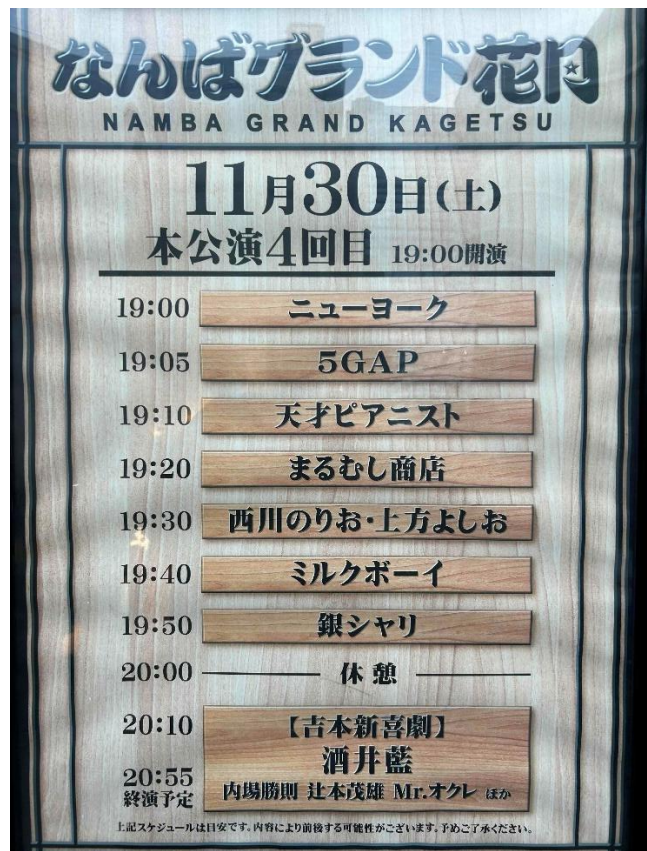 なんばグランド花月
NAMBA GRAND KAGETSU
11月30日(土)
本公演4回目 19:00開演
19:00 ニューヨーク
19:05 5GAP
19:10 天才ピアニスト
19:20 まるむし商店
19:30 西川のりお・上方よしお
19:40 ミルクボーイ
19:50 銀シャリ
20:00 休憩
20:10 【吉本新喜劇】
酒井藍
20:55
終演予定 内場勝則 辻本茂雄 Mr.オクレ ほか
上記スケジュールは目安です。内容により前後する可能性がございます。予めご了承ください。